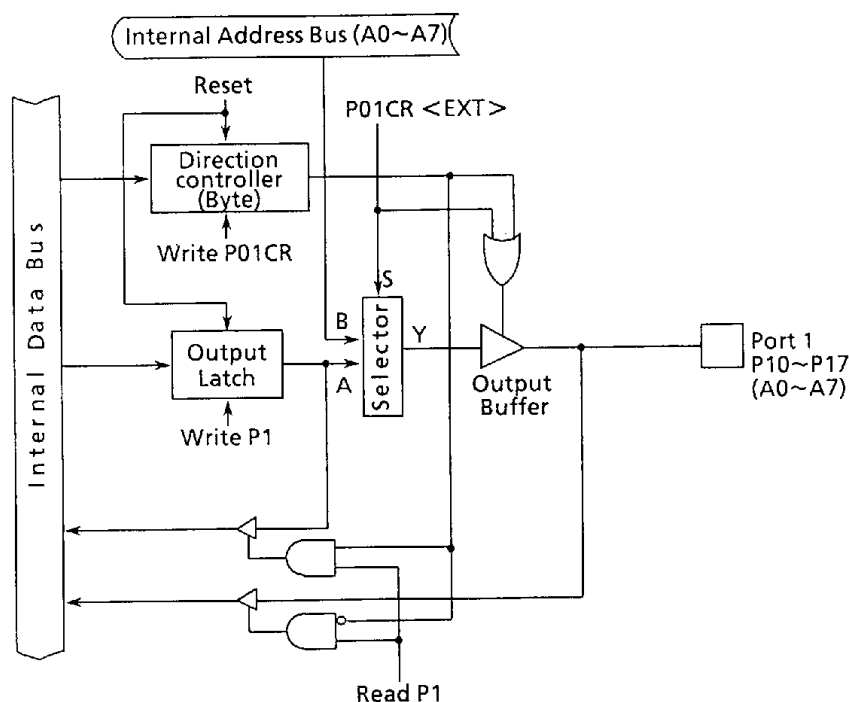 Internal Address Bus (A0~A7)
Reset
P01CR <EXT>
Direction
controller
(Byte)
Write P01CR
Internal Data Bus
S
B
A
Selector
Y
Output
Latch
Write P1
Output
Buffer
Port 1
P10~P17
(A0~A7)
Read P1